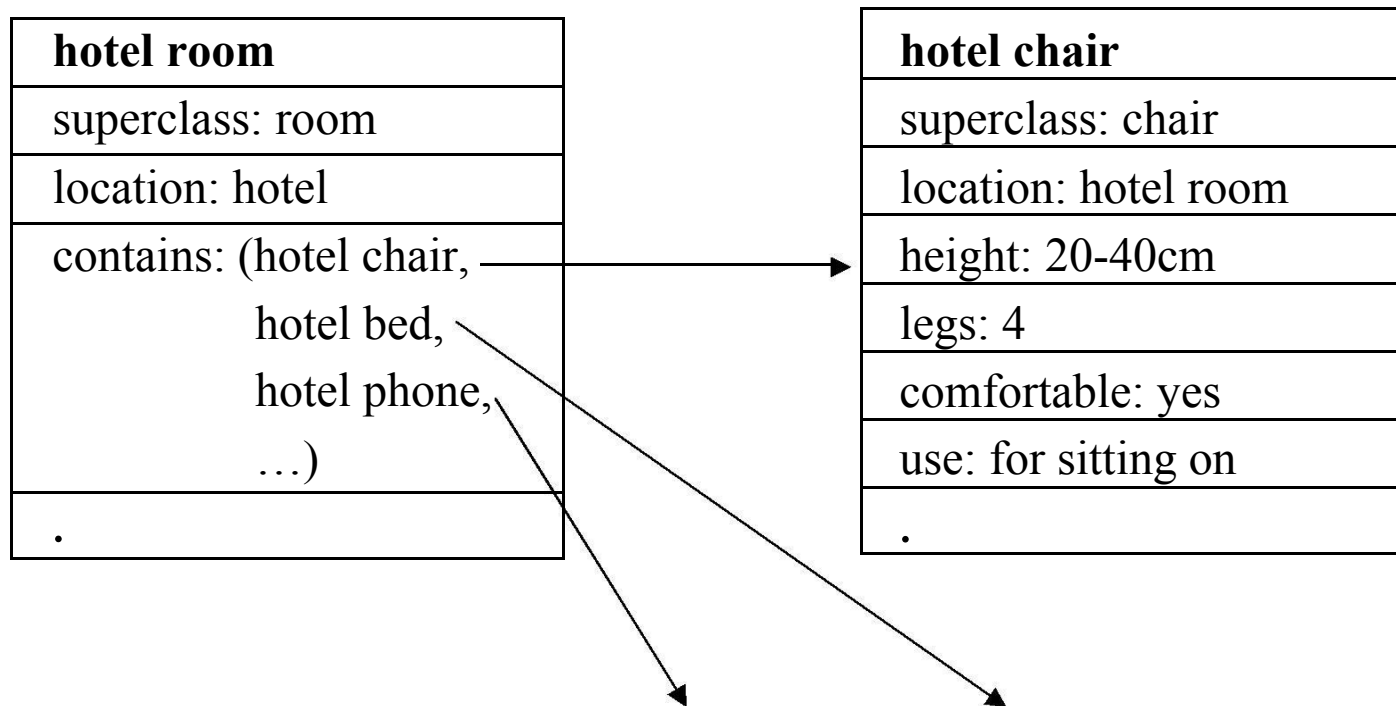 hotel room
superclass: room
location: hotel
contains: (hotel chair,
hotel bed,
hotel phone,
…)
.
hotel chair
superclass: chair
location: hotel room
height: 20-40cm
legs: 4
comfortable: yes
use: for sitting on
.